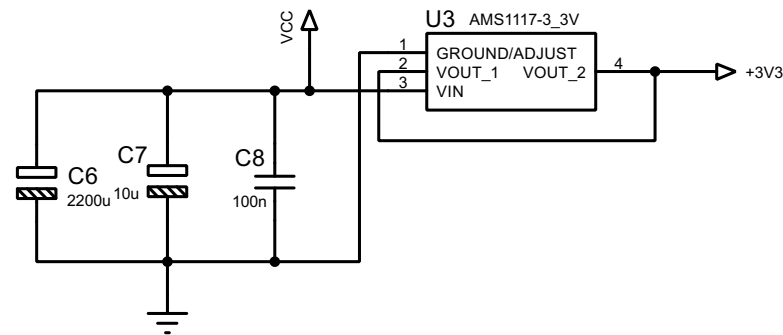 U3 AMS1117-3_3V
VCC
1 GROUND/ADJUST
2 VOUT_1 VOUT_2 4
3 VIN
+3V3
C6
2200u
C7
10u
C8
100n